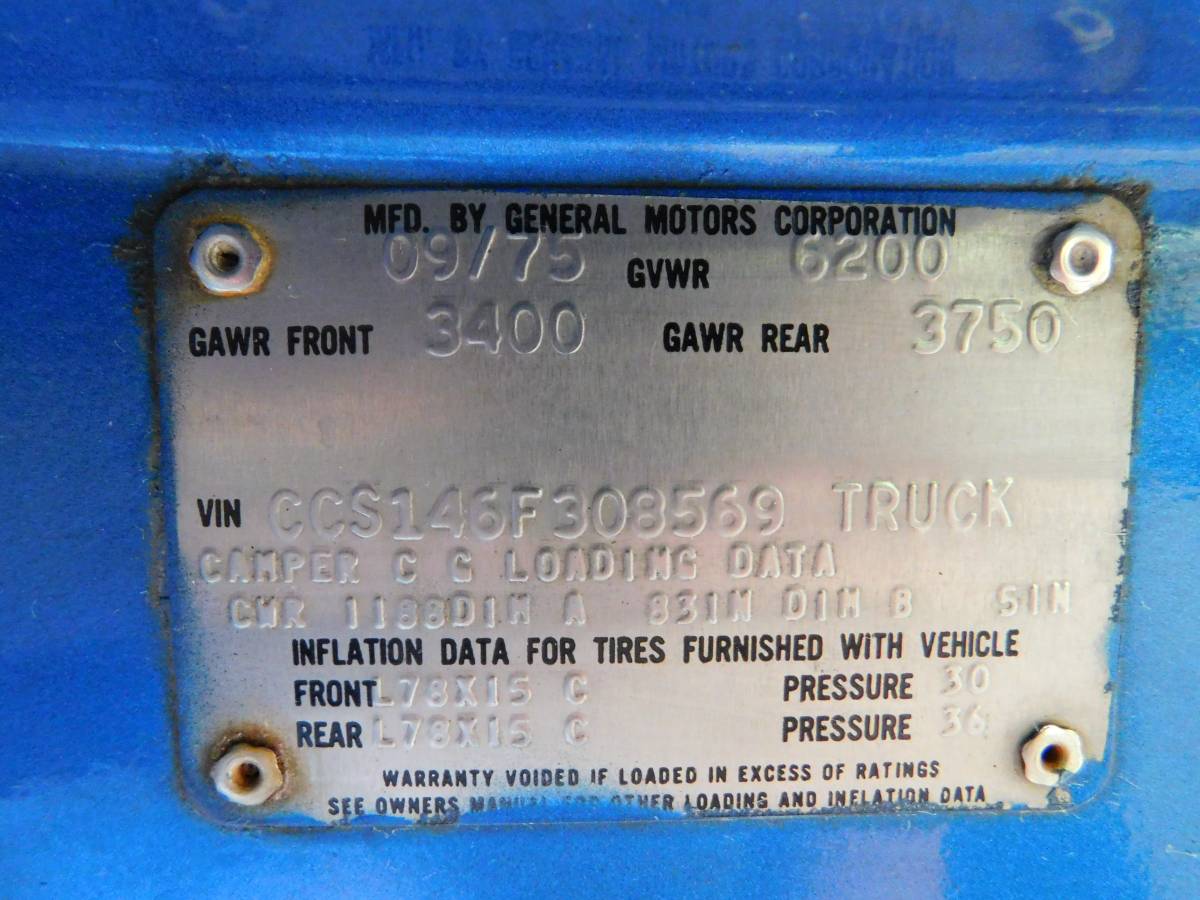 MFD. BY GENERAL MOTORS CORPORATION
09/75 GVWR 6200
GAWR FRONT 3400 GAWR REAR 3750
VIN CCS146F308569 TRUCK
CAMPER C G LOADING DATA
CWR 1188DIM A 83IN DIM B 5IN
INFLATION DATA FOR TIRES FURNISHED WITH VEHICLE
FRONT L78X15 C PRESSURE 30
REAR L78X15 C PRESSURE 36
WARRANTY VOIDED IF LOADED IN EXCESS OF RATINGS
SEE OWNERS MANUAL FOR OTHER LOADING AND INFLATION DATA